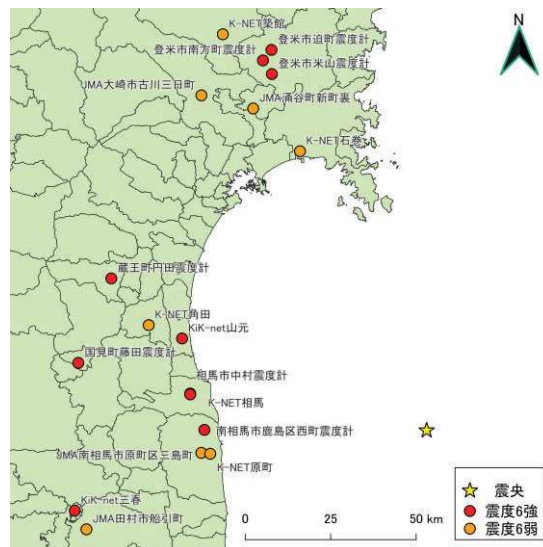 K-NET築館
N
登米市迫町震度計
登米市南方町震度計
登米市米山震度計
JMA大崎市古川三日町
JMA涌谷町新町裏
K-NET石巻
蔵王町円田震度計
K-NET角田
KiK-net山元
国見町藤田震度計
相馬市中村震度計
K-NET相馬
南相馬市鹿島区西町震度計
JMA南相馬市原町区三島町
K-NET原町
KiK-net三春
JMA田村市船引町
震央
震度6強
震度6弱
0 50 km